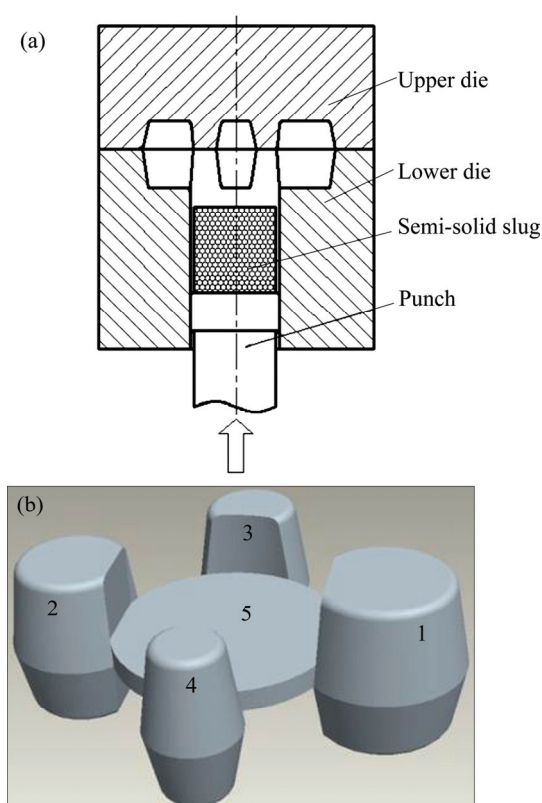 (a)
Upper die
Lower die
Semi-solid slug
Punch
(b)
3
2
5
1
4